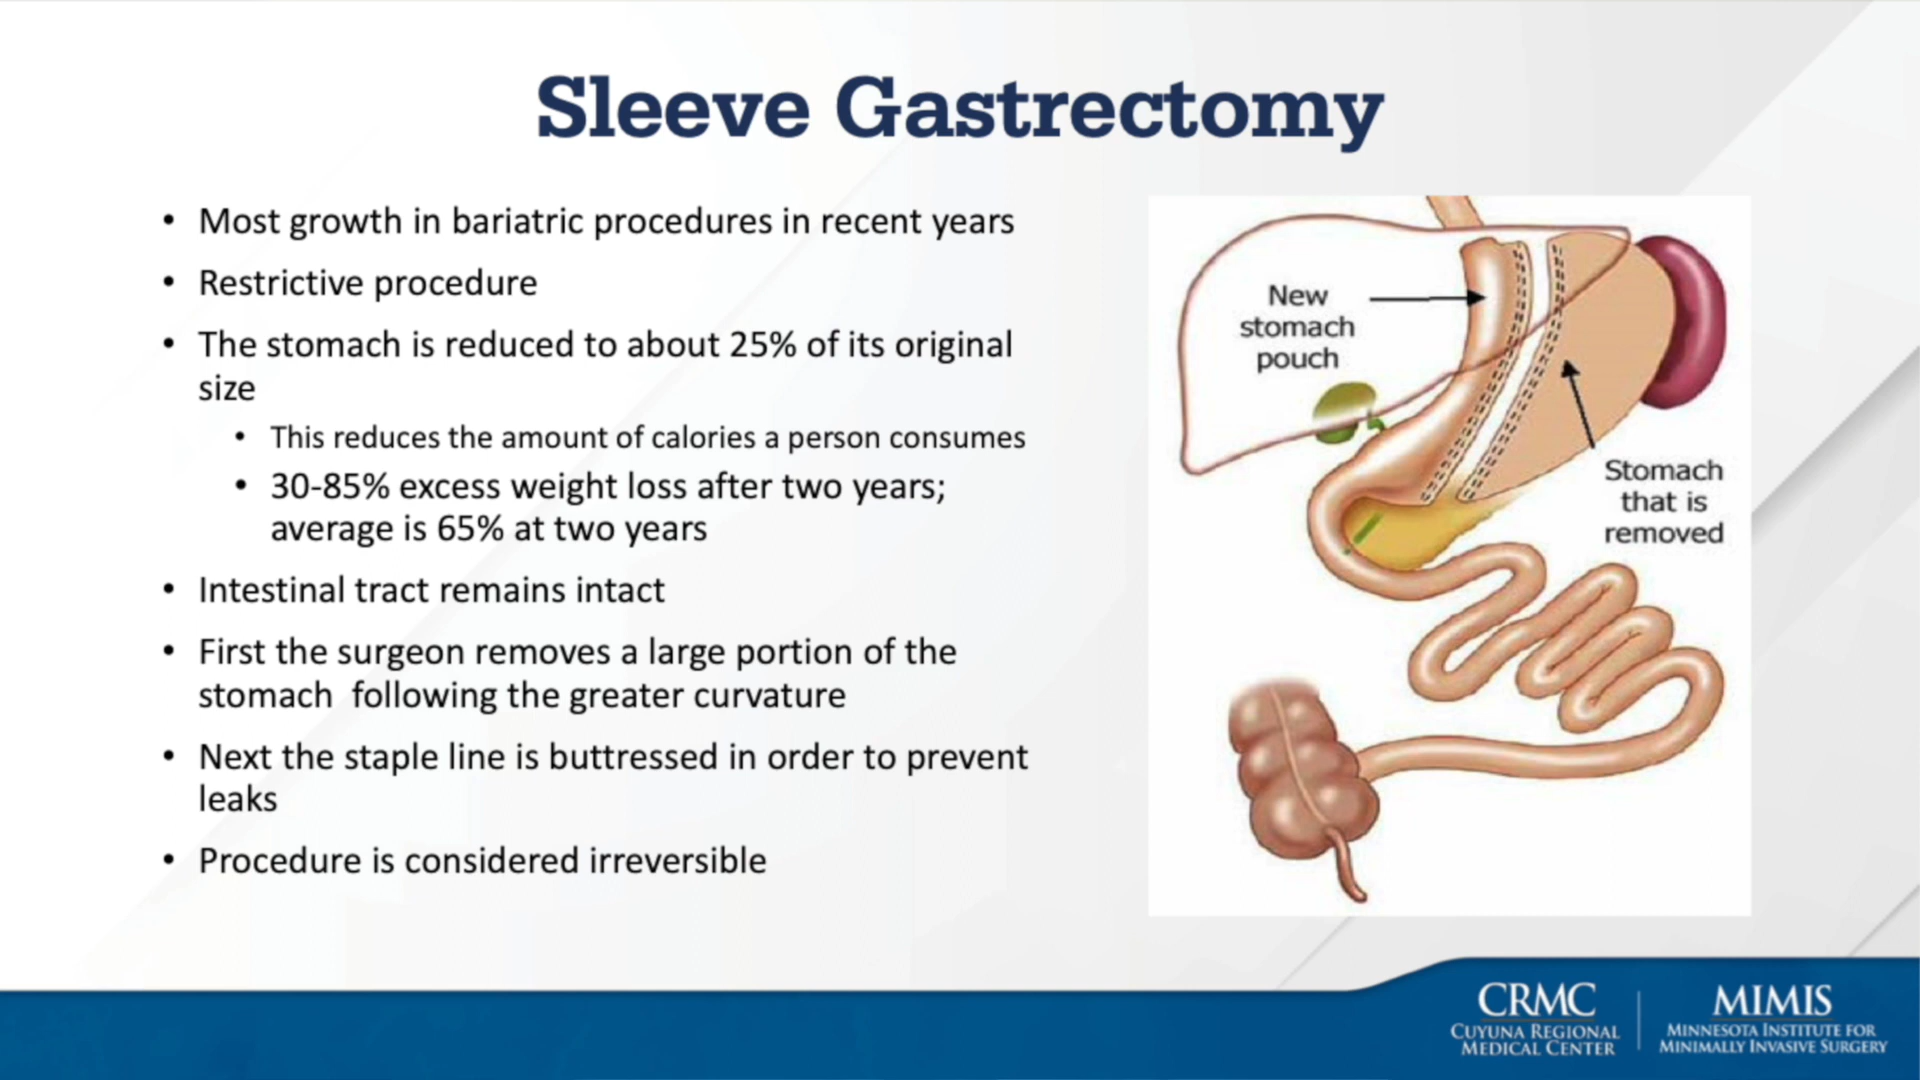 Sleeve Gastrectomy
• Most growth in bariatric procedures in recent years
• Restrictive procedure
• The stomach is reduced to about 25% of its original
size
• This reduces the amount of calories a person consumes
• 30-85% excess weight loss after two years;
average is 65% at two years
• Intestinal tract remains intact
• First the surgeon removes a large portion of the
stomach  following the greater curvature
• Next the staple line is buttressed in order to prevent
leaks
• Procedure is considered irreversible
New
stomach
pouch
Stomach
that is
removed
CRMC
CUYUNA REGIONAL
MEDICAL CENTER
MIMIS
MINNESOTA INSTITUTE FOR
MINIMALLY INVASIVE SURGERY